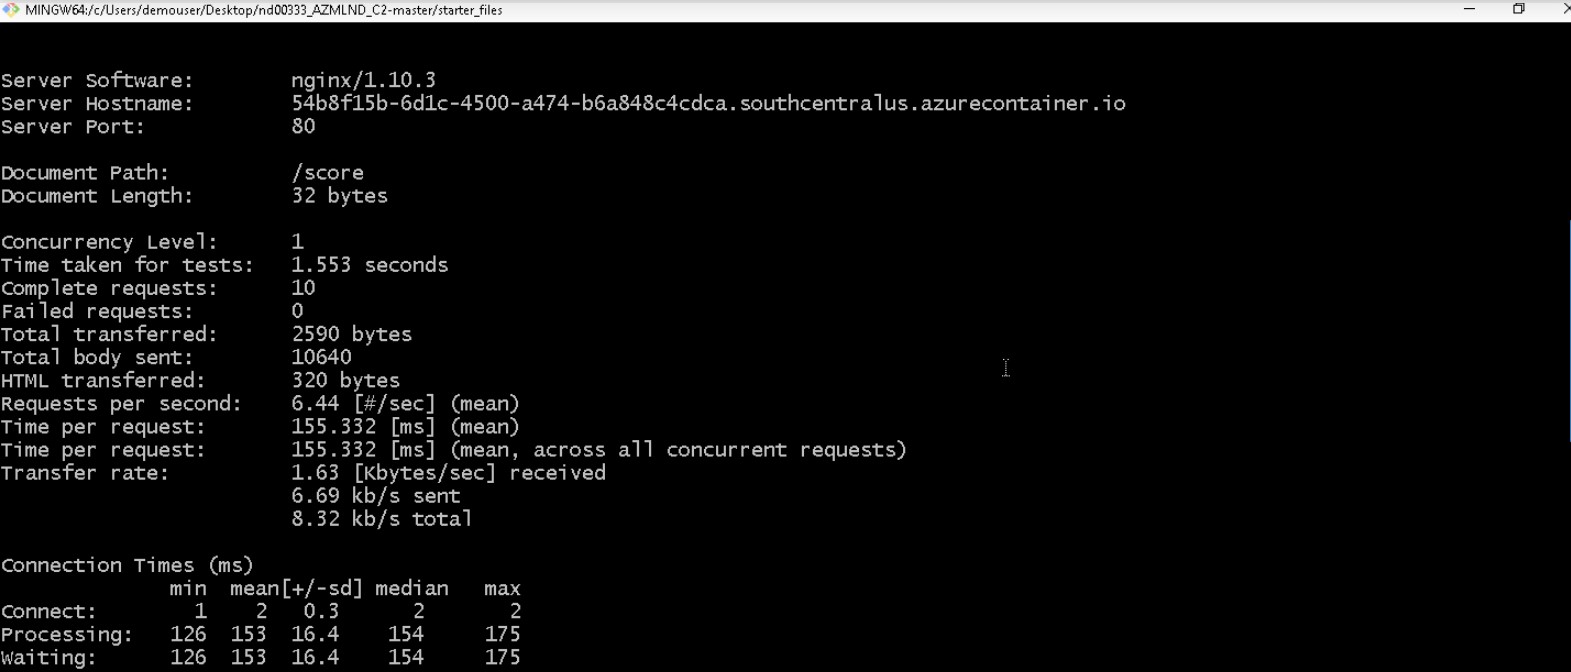 MINGW64:/c/Users/demouser/Desktop/nd00333_AZMLND_C2-master/starter_files
Server Software:        nginx/1.10.3
Server Hostname:        54b8f15b-6d1c-4500-a474-b6a848c4cdca.southcentralus.azurecontainer.io
Server Port:            80
Document Path:          /score
Document Length:        32 bytes
Concurrency Level:      1
Time taken for tests:   1.553 seconds
Complete requests:      10
Failed requests:        0
Total transferred:      2590 bytes
Total body sent:        10640
HTML transferred:       320 bytes
Requests per second:    6.44 [#/sec] (mean)
Time per request:       155.332 [ms] (mean)
Time per request:       155.332 [ms] (mean, across all concurrent requests)
Transfer rate:          1.63 [Kbytes/sec] received
                        6.69 kb/s sent
                        8.32 kb/s total
Connection Times (ms)
              min  mean[+/-sd] median   max
Connect:        1    2   0.3      2       2
Processing:   126  153  16.4    154     175
Waiting:      126  153  16.4    154     175